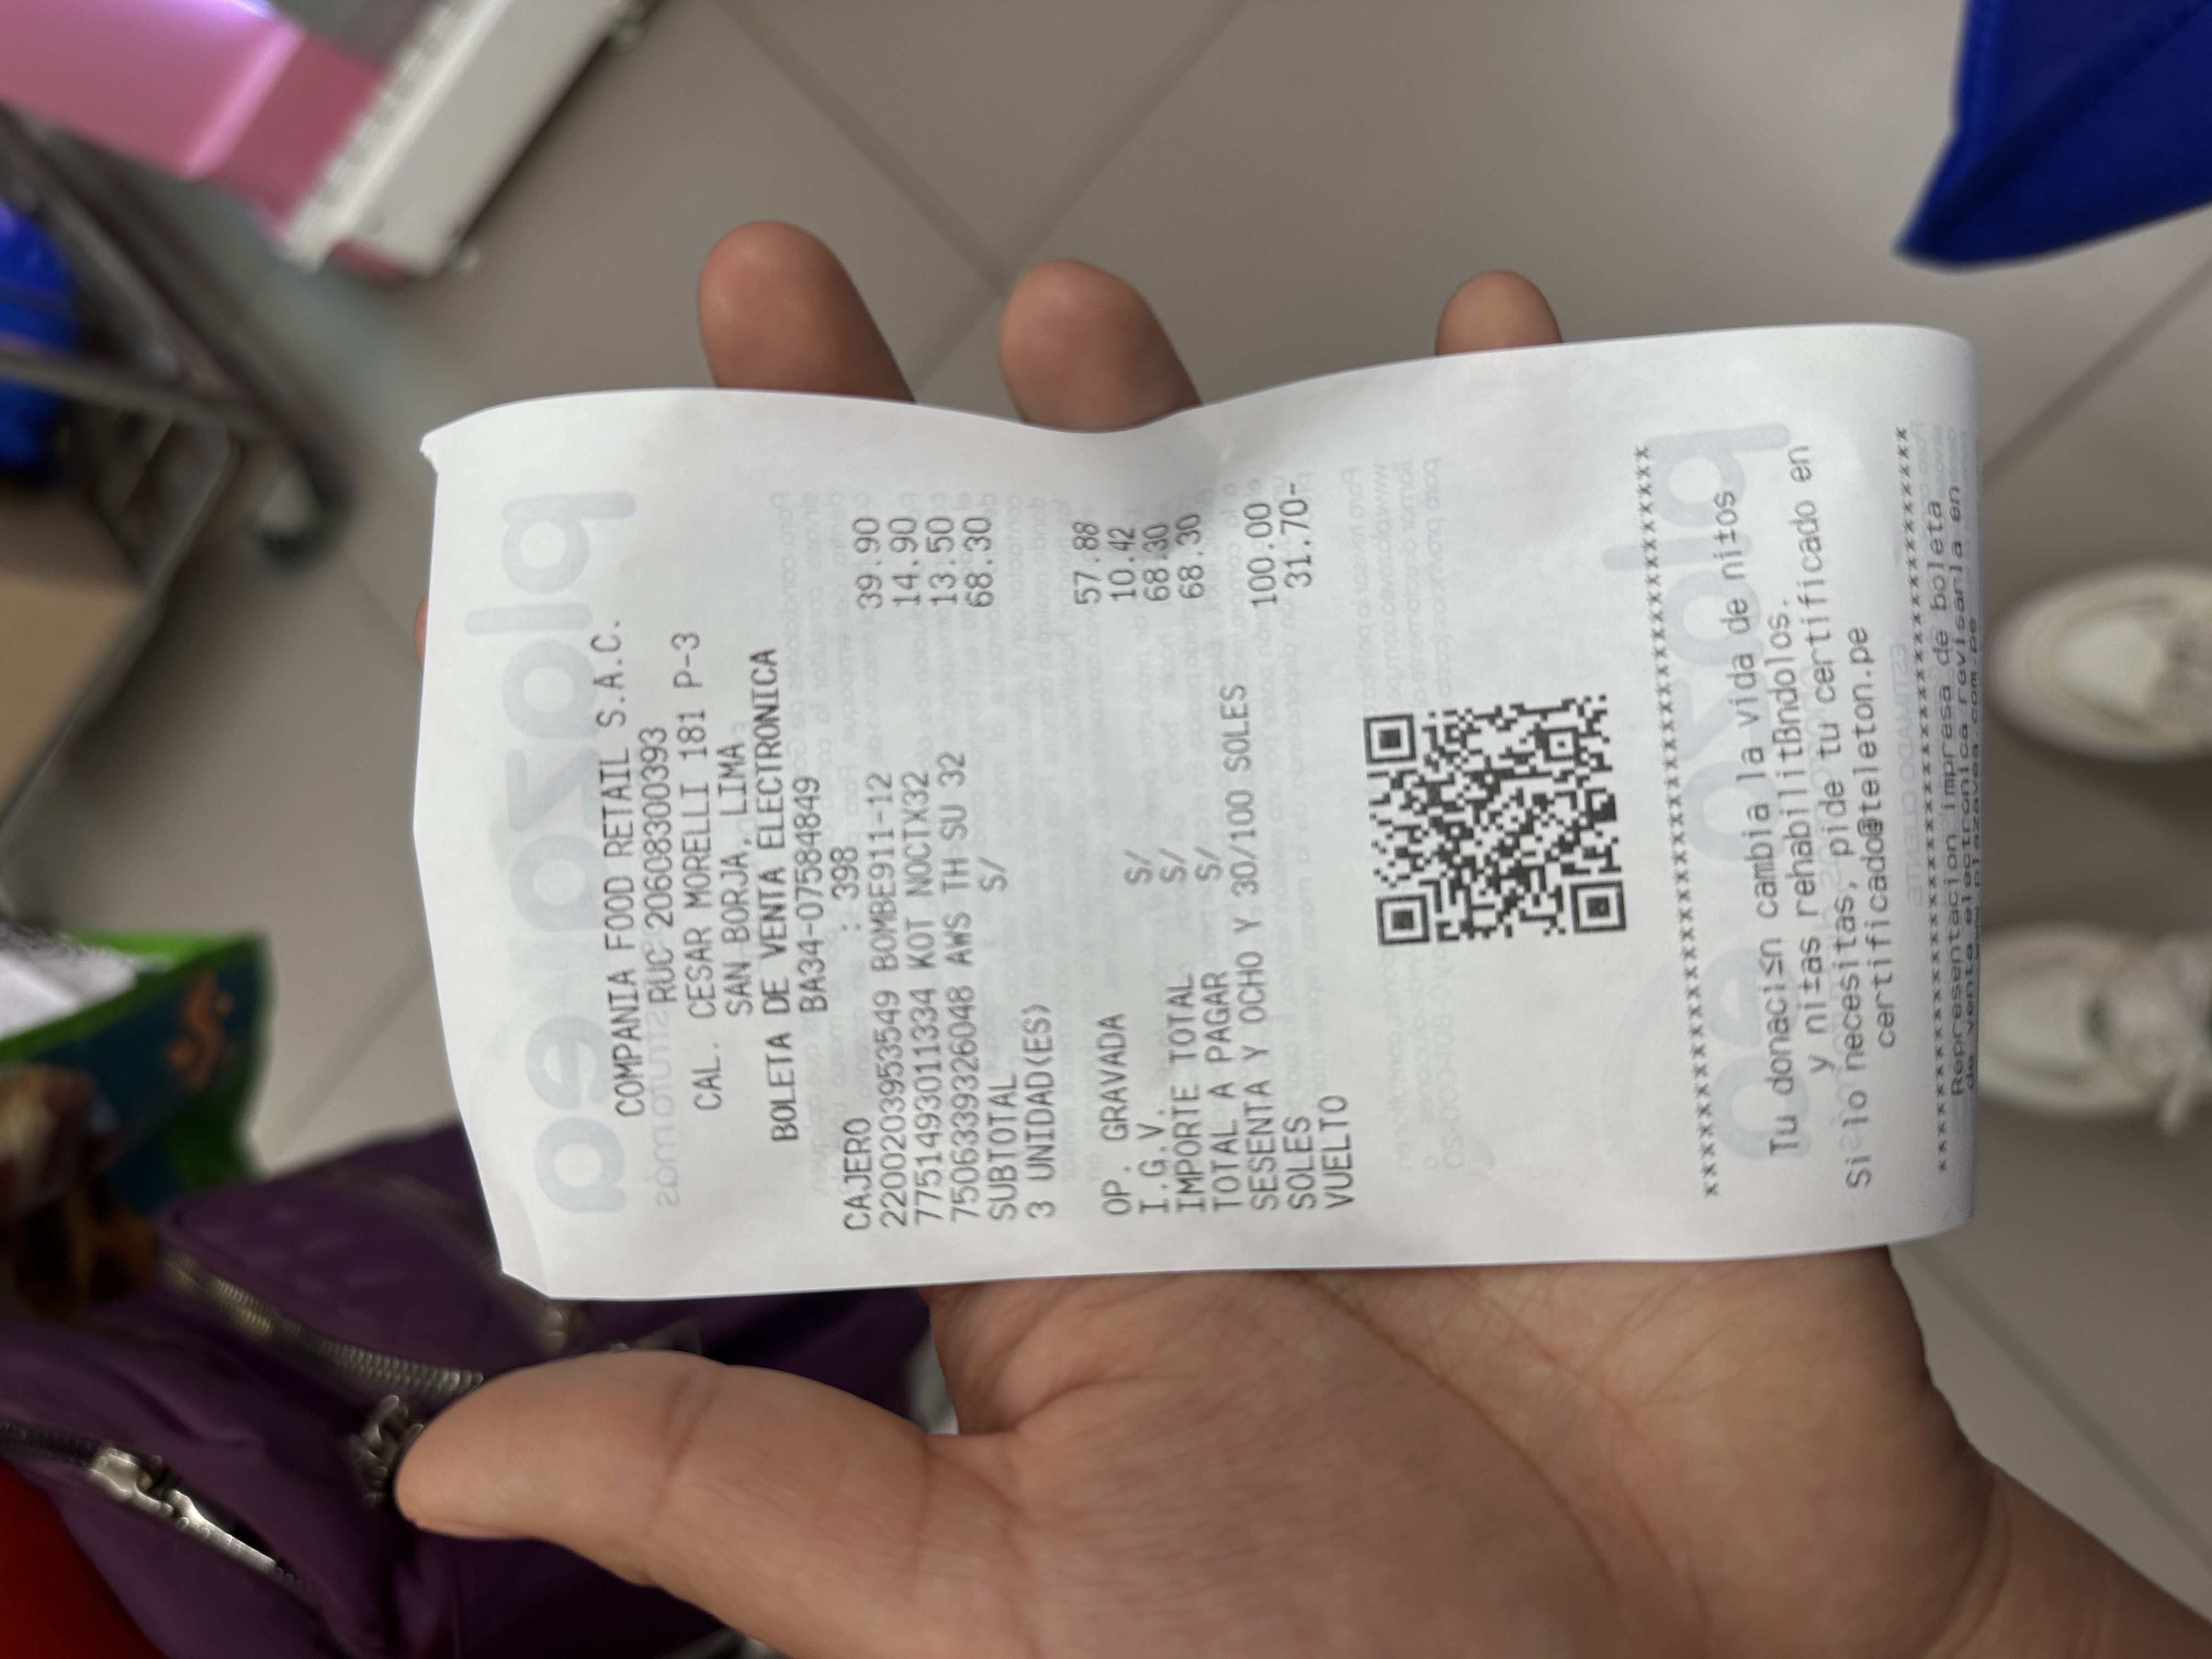 COMPANIA FOOD RETAIL S.A.C.
RUC 20608300393
CAL. CESAR MORELLI 181 P-3
SAN BORJA, LIMA
BOLETA DE VENTA ELECTRONICA
BA34-07584849
CAJERO : 398
2200203953549 BOMBE911-12 39.90
7751493011334 KOT NOCTX32 14.90
7506339326048 AWS TH SU 32 13.50
SUBTOTAL S/ 68.30
3 UNIDAD(ES)
OP. GRAVADA 57.88
I.G.V. S/ 10.42
IMPORTE TOTAL S/ 68.30
TOTAL A PAGAR S/ 68.30
SESENTA Y OCHO Y 30/100 SOLES
SOLES 100.00
VUELTO 31.70-
Tu donaci≤n cambia la vida de ni±os
y ni±as rehabilitßndolos.
Si lo necesitas, pide tu certificado en
certificado@teleton.pe
Representacion impresa de boleta
de venta electronica revisarla en
www.plazavea.com.pe